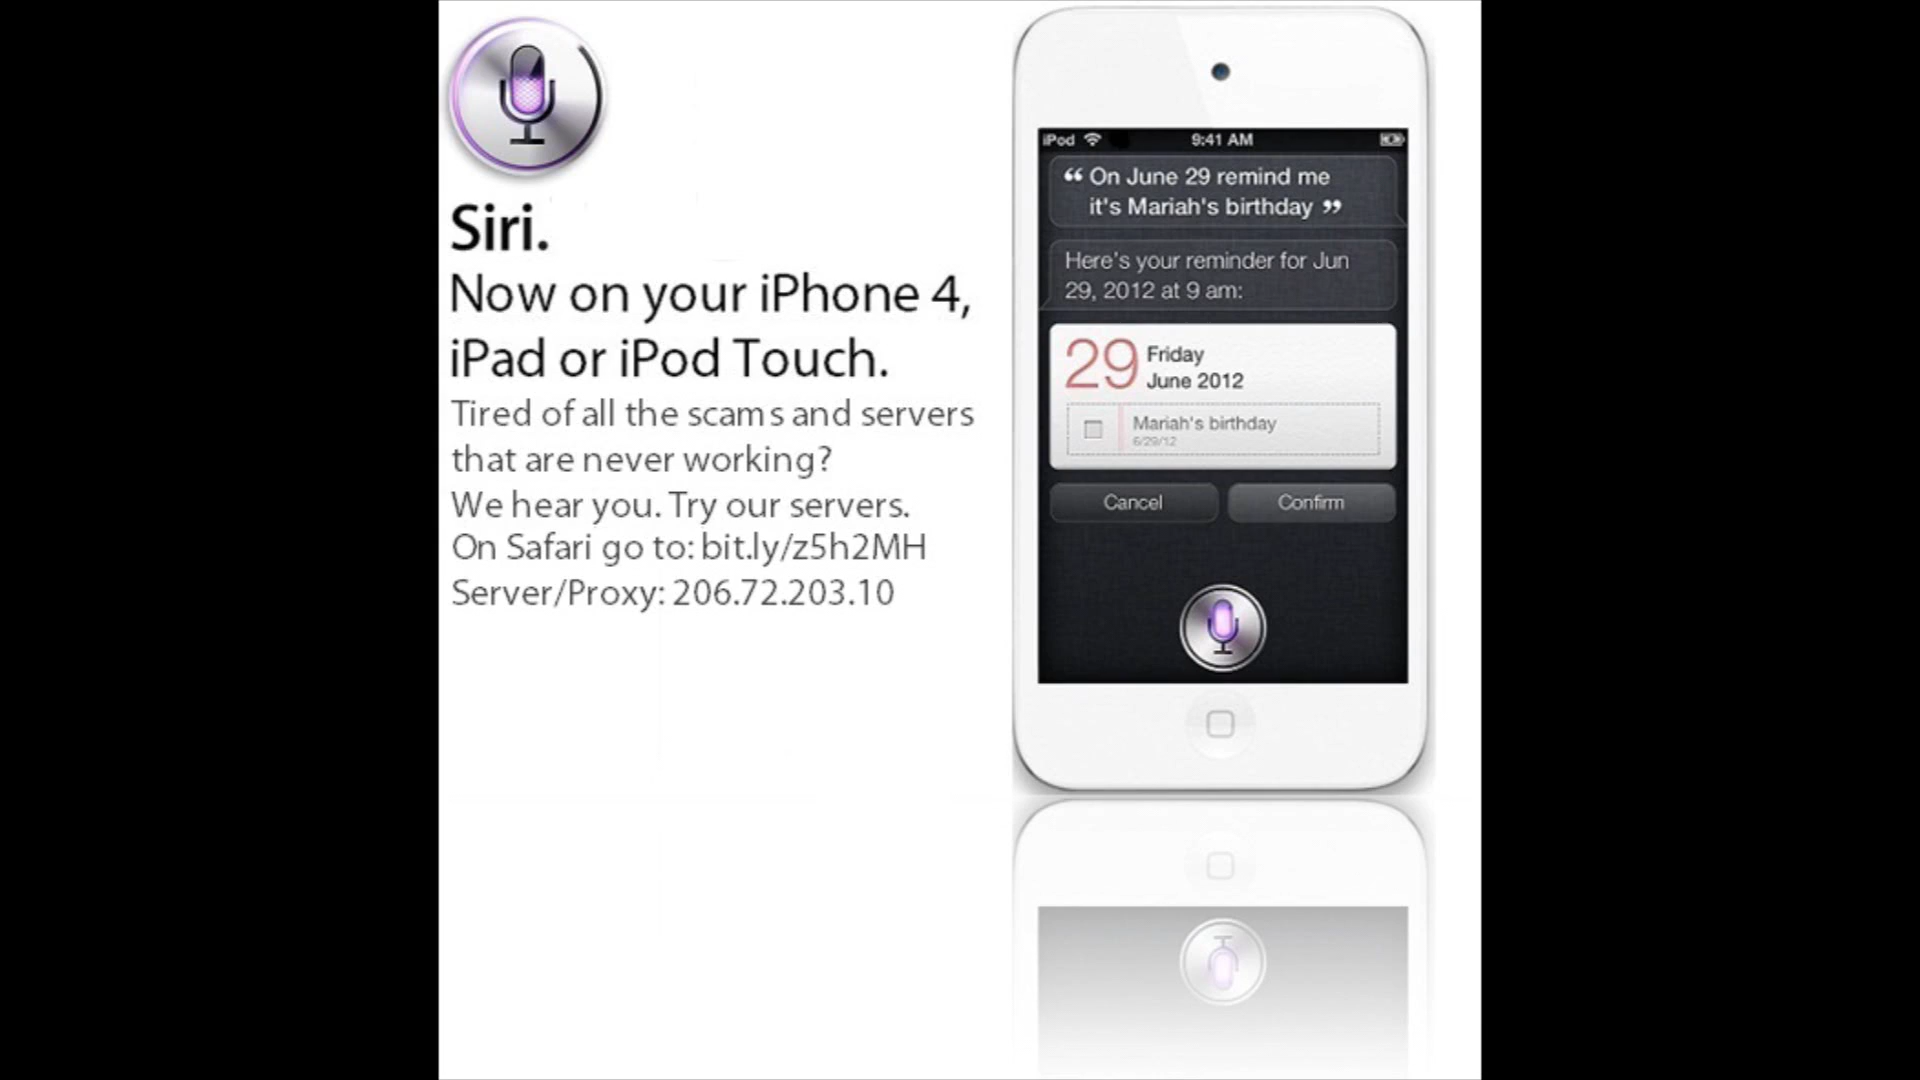 Siri.
Now on your iPhone 4,
iPad or iPod Touch.
Tired of all the scams and servers
that are never working?
We hear you. Try our servers.
On Safari go to: bit.ly/z5h2MH
Server/Proxy: 206.72.203.10
iPod 9:41 AM
“ On June 29 remind me
it's Mariah's birthday ”
Here's your reminder for Jun
29, 2012 at 9 am:
29 Friday
June 2012
Mariah's birthday
6/29/12
Cancel Confirm